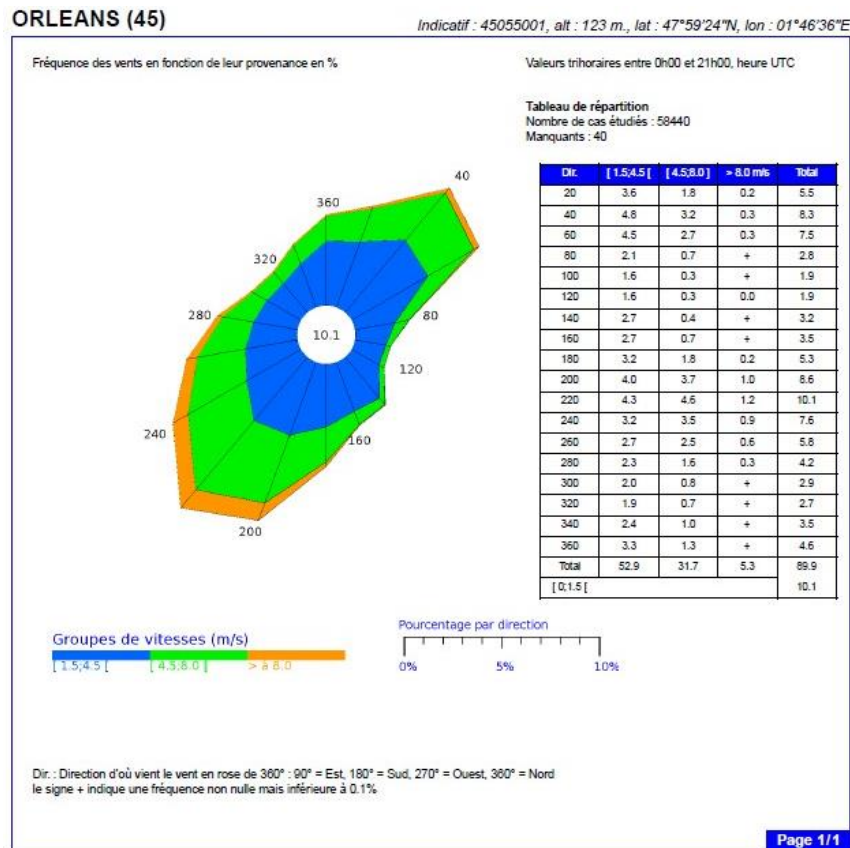 ORLEANS (45)
Indicatif : 45055001, alt : 123 m., lat : 47°59'24"N, lon : 01°46'36"E
Fréquence des vents en fonction de leur provenance en %
Valeurs trihoraires entre 0h00 et 21h00, heure UTC
Tableau de répartition
Nombre de cas étudiés : 58440
Manquants : 40
Dir. [ 1.5;4.5 [ [ 4.5;8.0 ] > 8.0 m/s Total
20 3.6 1.8 0.2 5.5
40 4.8 3.2 0.3 8.3
60 4.5 2.7 0.3 7.5
80 2.1 0.7 + 2.8
100 1.6 0.3 + 1.9
120 1.6 0.3 0.0 1.9
140 2.7 0.4 + 3.2
160 2.7 0.7 + 3.5
180 3.2 1.8 0.2 5.3
200 4.0 3.7 1.0 8.6
220 4.3 4.6 1.2 10.1
240 3.2 3.5 0.9 7.6
260 2.7 2.5 0.6 5.8
280 2.3 1.6 0.3 4.2
300 2.0 0.8 + 2.9
320 1.9 0.7 + 2.7
340 2.4 1.0 + 3.5
360 3.3 1.3 + 4.6
Total 52.9 31.7 5.3 89.9
[ 0;1.5 [ 10.1
40
360
320
280
80
10.1
120
240
160
200
Groupes de vitesses (m/s)
[ 1.5;4.5 [ [ 4.5;8.0 ] > à 8.0
Pourcentage par direction
0% 5% 10%
Dir. : Direction d'où vient le vent en rose de 360° : 90° = Est, 180° = Sud, 270° = Ouest, 360° = Nord
le signe + indique une fréquence non nulle mais inférieure à 0.1%
Page 1/1